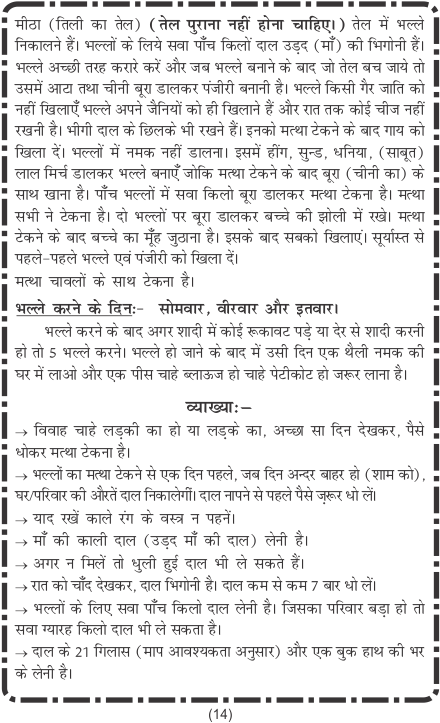 मीठा (तिली का तेल) (तेल पुराना नहीं होना चाहिए।) तेल में भल्ले
निकालने हैं। भल्लों के लिये सवा पाँच किलों दाल उड़द (माँ) की भिगोनी हैं।
भल्ले अच्छी तरह करारे करें और जब भल्ले बनाने के बाद जो तेल बच जाये तो
उसमें आटा तथा चीनी बूरा डालकर पंजीरी बनानी है। भल्ले किसी गैर जाति को
नहीं खिलाएँ भल्ले अपने जैनियों को ही खिलाने हैं और रात तक कोई चीज नहीं
रखनी है। भीगी दाल के छिलके भी रखने हैं। इनको मत्था टेकने के बाद गाय को
खिला दें। भल्लों में नमक नहीं डालना। इसमें हींग, सुन्ड, धनिया, (साबूत)
लाल मिर्च डालकर भल्ले बनाएँ जोकि मत्था टेकने के बाद बूरा (चीनी का) के
साथ खाना है। पाँच भल्लों में सवा किलो बूरा डालकर मत्था टेकना है। मत्था
सभी ने टेकना है। दो भल्लों पर बूरा डालकर बच्चे की झोली में रखे। मत्था
टेकने के बाद बच्चे का मूँह जुठाना है। इसके बाद सबको खिलाएं। सूर्यास्त से
पहले-पहले भल्ले एवं पंजीरी को खिला दें।
मत्था चावलों के साथ टेकना है।
भल्ले करने के दिनः- सोमवार, वीरवार और इतवार।
भल्ले करने के बाद अगर शादी में कोई रूकावट पड़े या देर से शादी करनी
हो तो 5 भल्ले करने। भल्ले हो जाने के बाद में उसी दिन एक थैली नमक की
घर में लाओ और एक पीस चाहे ब्लाऊज हो चाहे पेटीकोट हो जरूर लाना है।
व्याख्याः–
→ विवाह चाहे लड़की का हो या लड़के का, अच्छा सा दिन देखकर, पैसे
धोकर मत्था टेकना है।
→ भल्लों का मत्था टेकने से एक दिन पहले, जब दिन अन्दर बाहर हो (शाम को),
घर/परिवार की औरतें दाल निकालेगीं। दाल नापने से पहले पैसे ज़रूर धो लें।
→ याद रखें काले रंग के वस्त्र न पहनें।
→ माँ की काली दाल (उड़द माँ की दाल) लेनी है।
→ अगर न मिलें तो धुली हुई दाल भी ले सकते हैं।
→ रात को चाँद देखकर, दाल भिगोनी है। दाल कम से कम 7 बार धो लें।
→ भल्लों के लिए सवा पाँच किलो दाल लेनी है। जिसका परिवार बड़ा हो तो
सवा ग्यारह किलो दाल भी ले सकता है।
→ दाल के 21 गिलास (माप आवश्यकता अनुसार) और एक बुक हाथ की भर
के लेनी है।
(14)